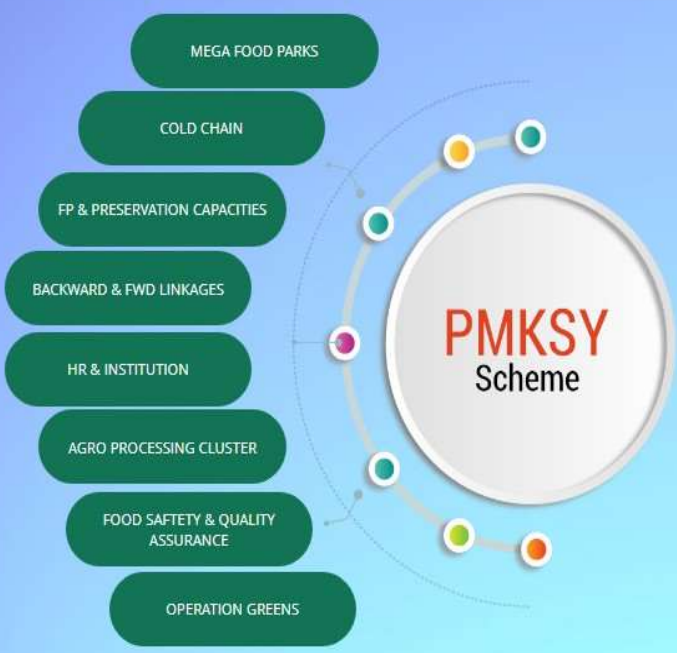 MEGA FOOD PARKS
COLD CHAIN
FP & PRESERVATION CAPACITIES
BACKWARD & FWD LINKAGES
HR & INSTITUTION
AGRO PROCESSING CLUSTER
FOOD SAFTETY & QUALITY
ASSURANCE
OPERATION GREENS
PMKSY
Scheme